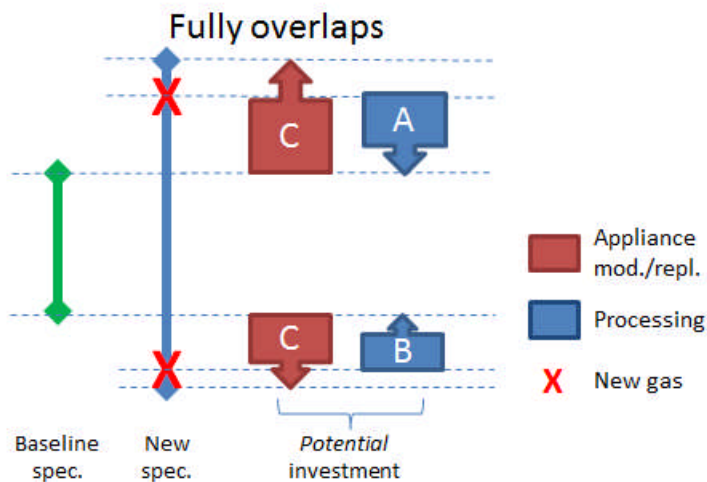 Fully overlaps
X
C
A
X
C
B
Appliance
mod./repl.
Processing
X New gas
Baseline
spec.
New
spec.
Potential
investment